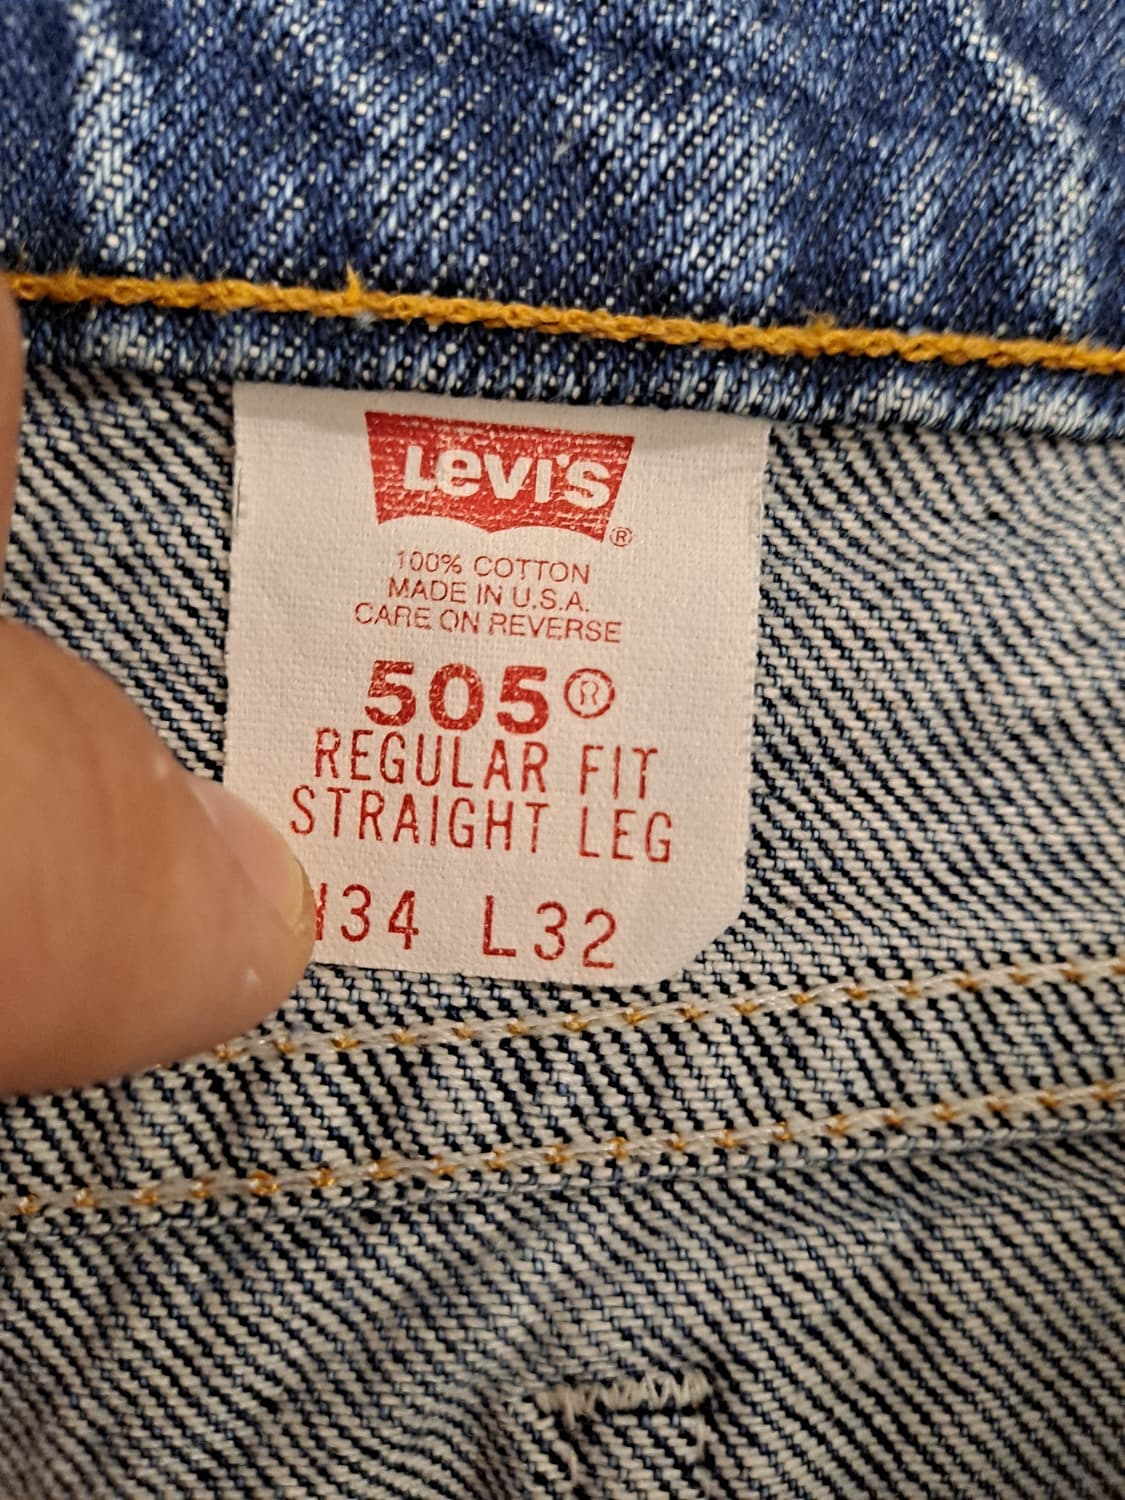 LEVI'S ®
100% COTTON
MADE IN U.S.A.
CARE ON REVERSE
505®
REGULAR FIT
STRAIGHT LEG
34 L32